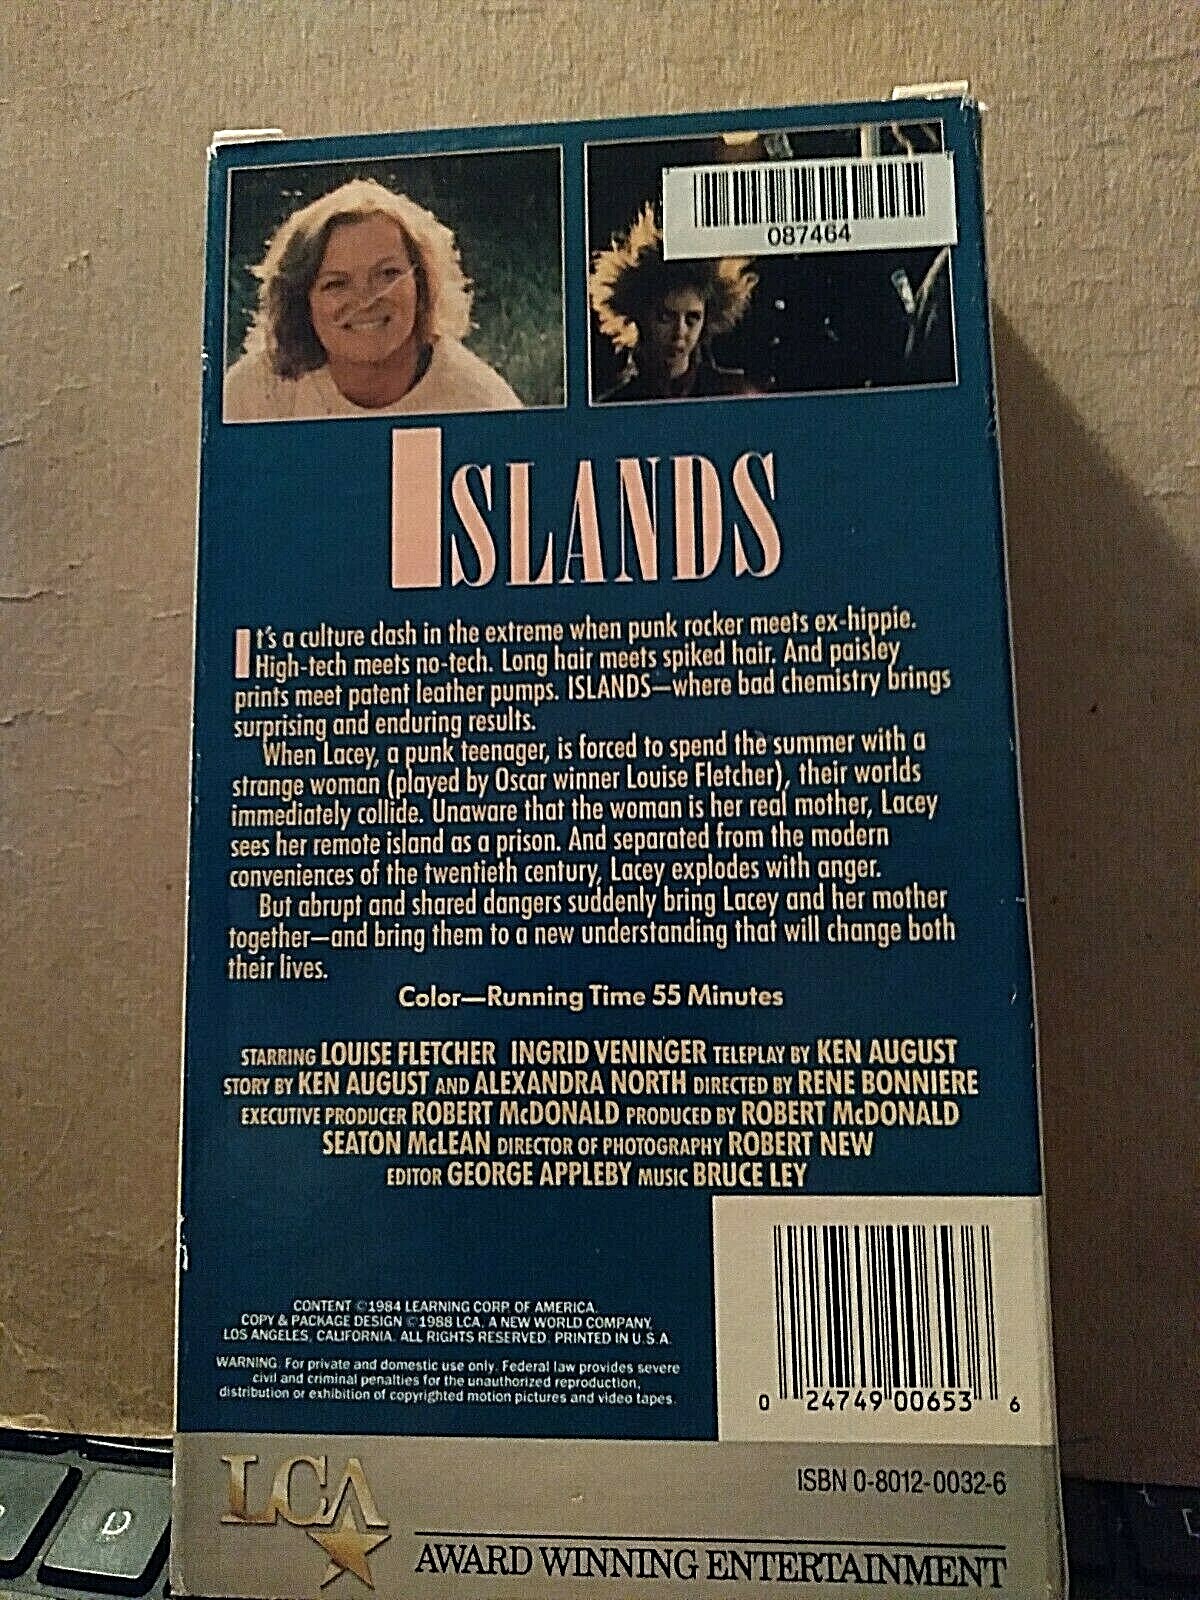 087464
ISLANDS
It's a culture clash in the extreme when punk rocker meets ex-hippie.
High-tech meets no-tech. Long hair meets spiked hair. And paisley
prints meet patent leather pumps. ISLANDS—where bad chemistry brings
surprising and enduring results.
When Lacey, a punk teenager, is forced to spend the summer with a
strange woman (played by Oscar winner Louise Fletcher), their worlds
immediately collide. Unaware that the woman is her real mother, Lacey
sees her remote island as a prison. And separated from the modern
conveniences of the twentieth century, Lacey explodes with anger.
But abrupt and shared dangers suddenly bring Lacey and her mother
together—and bring them to a new understanding that will change both
their lives.
Color—Running Time 55 Minutes
STARRING LOUISE FLETCHER INGRID VENINGER TELEPLAY BY KEN AUGUST
STORY BY KEN AUGUST AND ALEXANDRA NORTH DIRECTED BY RENE BONNIERE
EXECUTIVE PRODUCER ROBERT McDONALD PRODUCED BY ROBERT McDONALD
SEATON McLEAN DIRECTOR OF PHOTOGRAPHY ROBERT NEW
EDITOR GEORGE APPLEBY MUSIC BRUCE LEY
CONTENT ©1984 LEARNING CORP. OF AMERICA.
COPY & PACKAGE DESIGN ©1988 LCA. A NEW WORLD COMPANY,
LOS ANGELES, CALIFORNIA. ALL RIGHTS RESERVED. PRINTED IN U.S.A.
WARNING: For private and domestic use only. Federal law provides severe
civil and criminal penalties for the unauthorized reproduction,
distribution or exhibition of copyrighted motion pictures and video tapes.
0 24749 00653 6
LCA
ISBN 0-8012-0032-6
AWARD WINNING ENTERTAINMENT
D